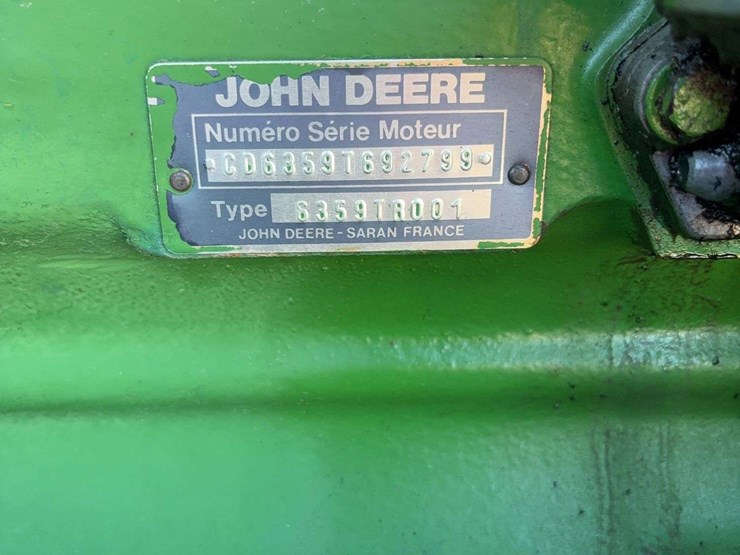 JOHN DEERE
Numéro Série Moteur
CD6359T692799
Type 6359TR001
JOHN DEERE - SARAN FRANCE